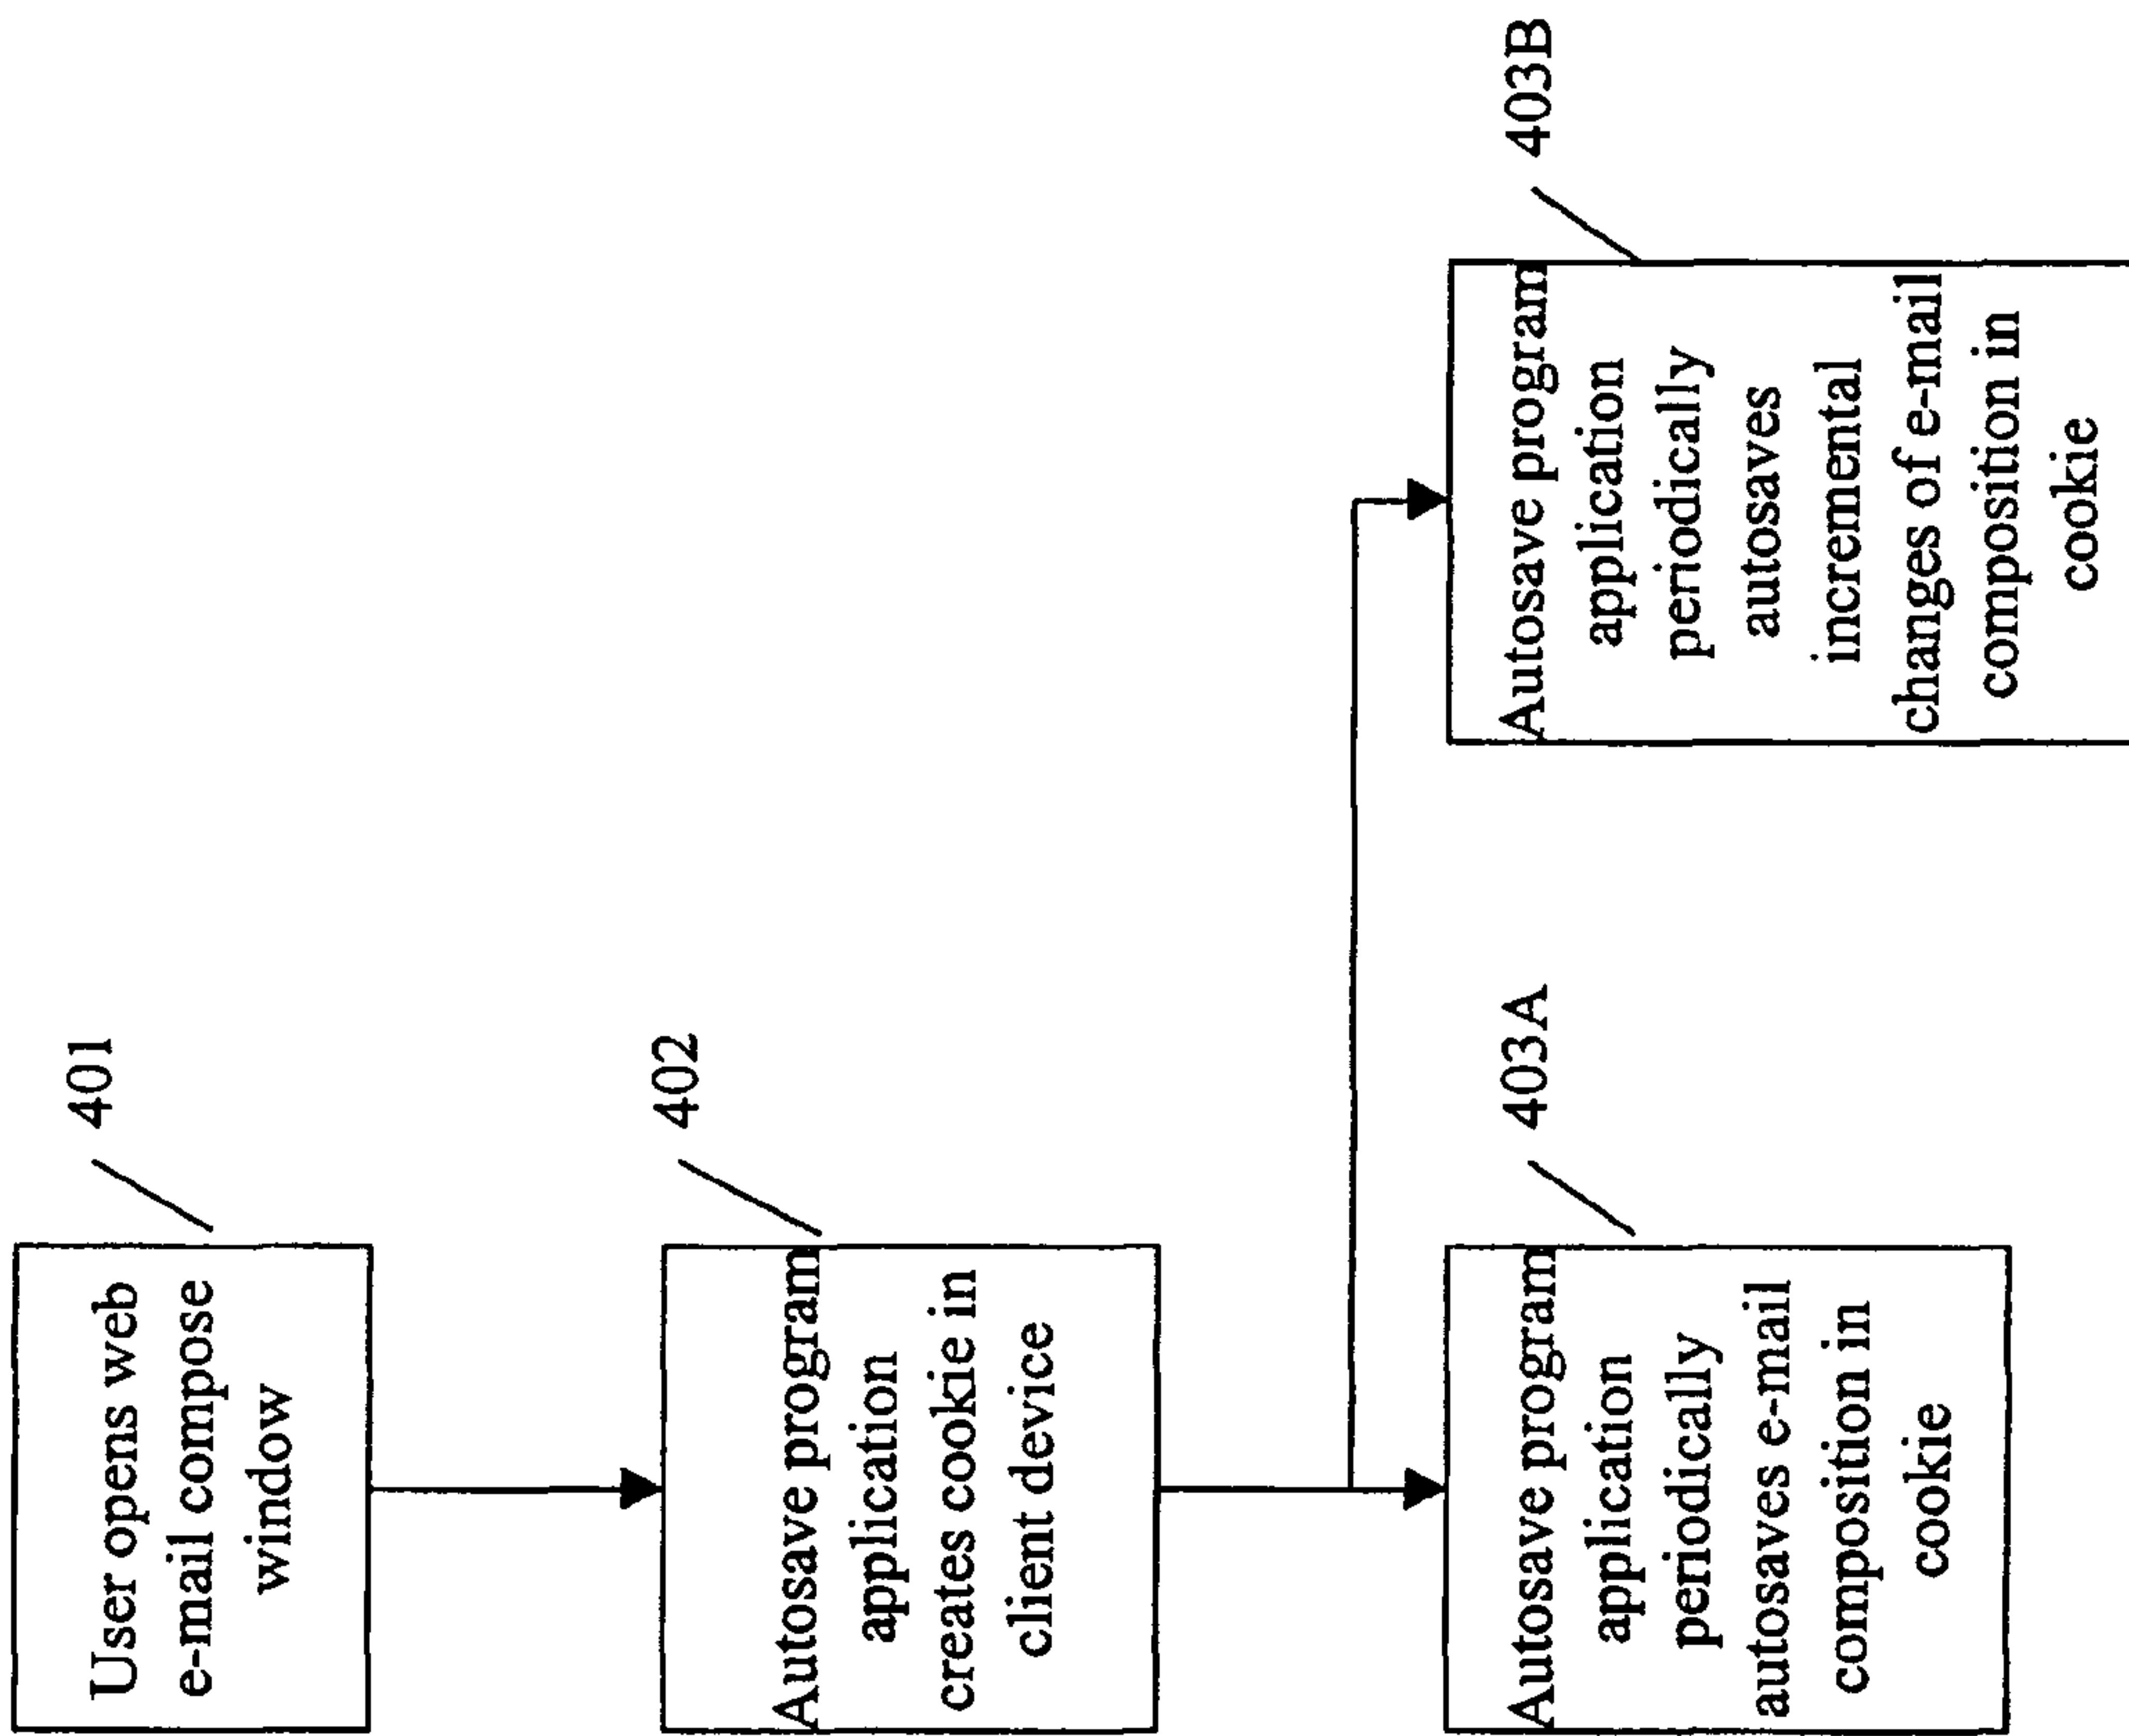 401
User opens web
e-mail compose
window
402
Autosave program
application
creates cookie in
client device
403A
Autosave program
application
periodically
autosaves e-mail
composition in
cookie
403B
Autosave program
application
periodically
autosaves
incremental
changes of e-mail
composition in
cookie